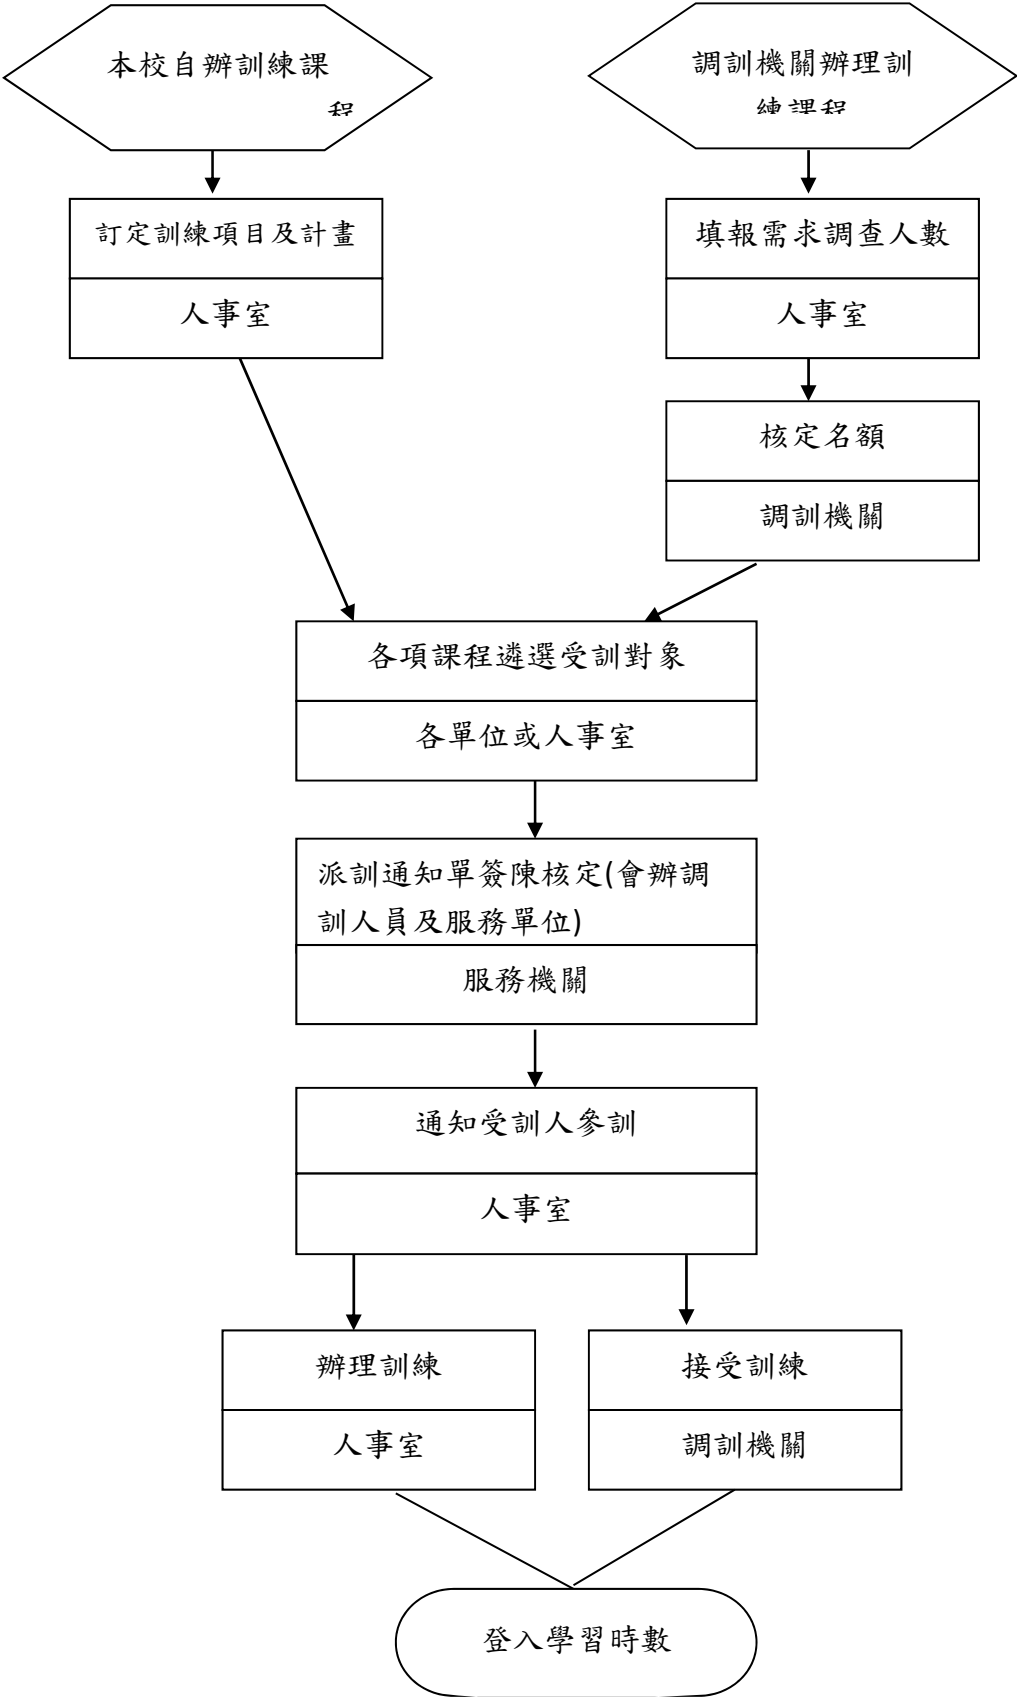 本校自辦訓練課
程
調訓機關辦理訓
練課程
訂定訓練項目及計畫
人事室
填報需求調查人數
人事室
核定名額
調訓機關
各項課程遴選受訓對象
各單位或人事室
派訓通知單簽陳核定(會辦調
訓人員及服務單位)
服務機關
通知受訓人參訓
人事室
辦理訓練
人事室
接受訓練
調訓機關
登入學習時數